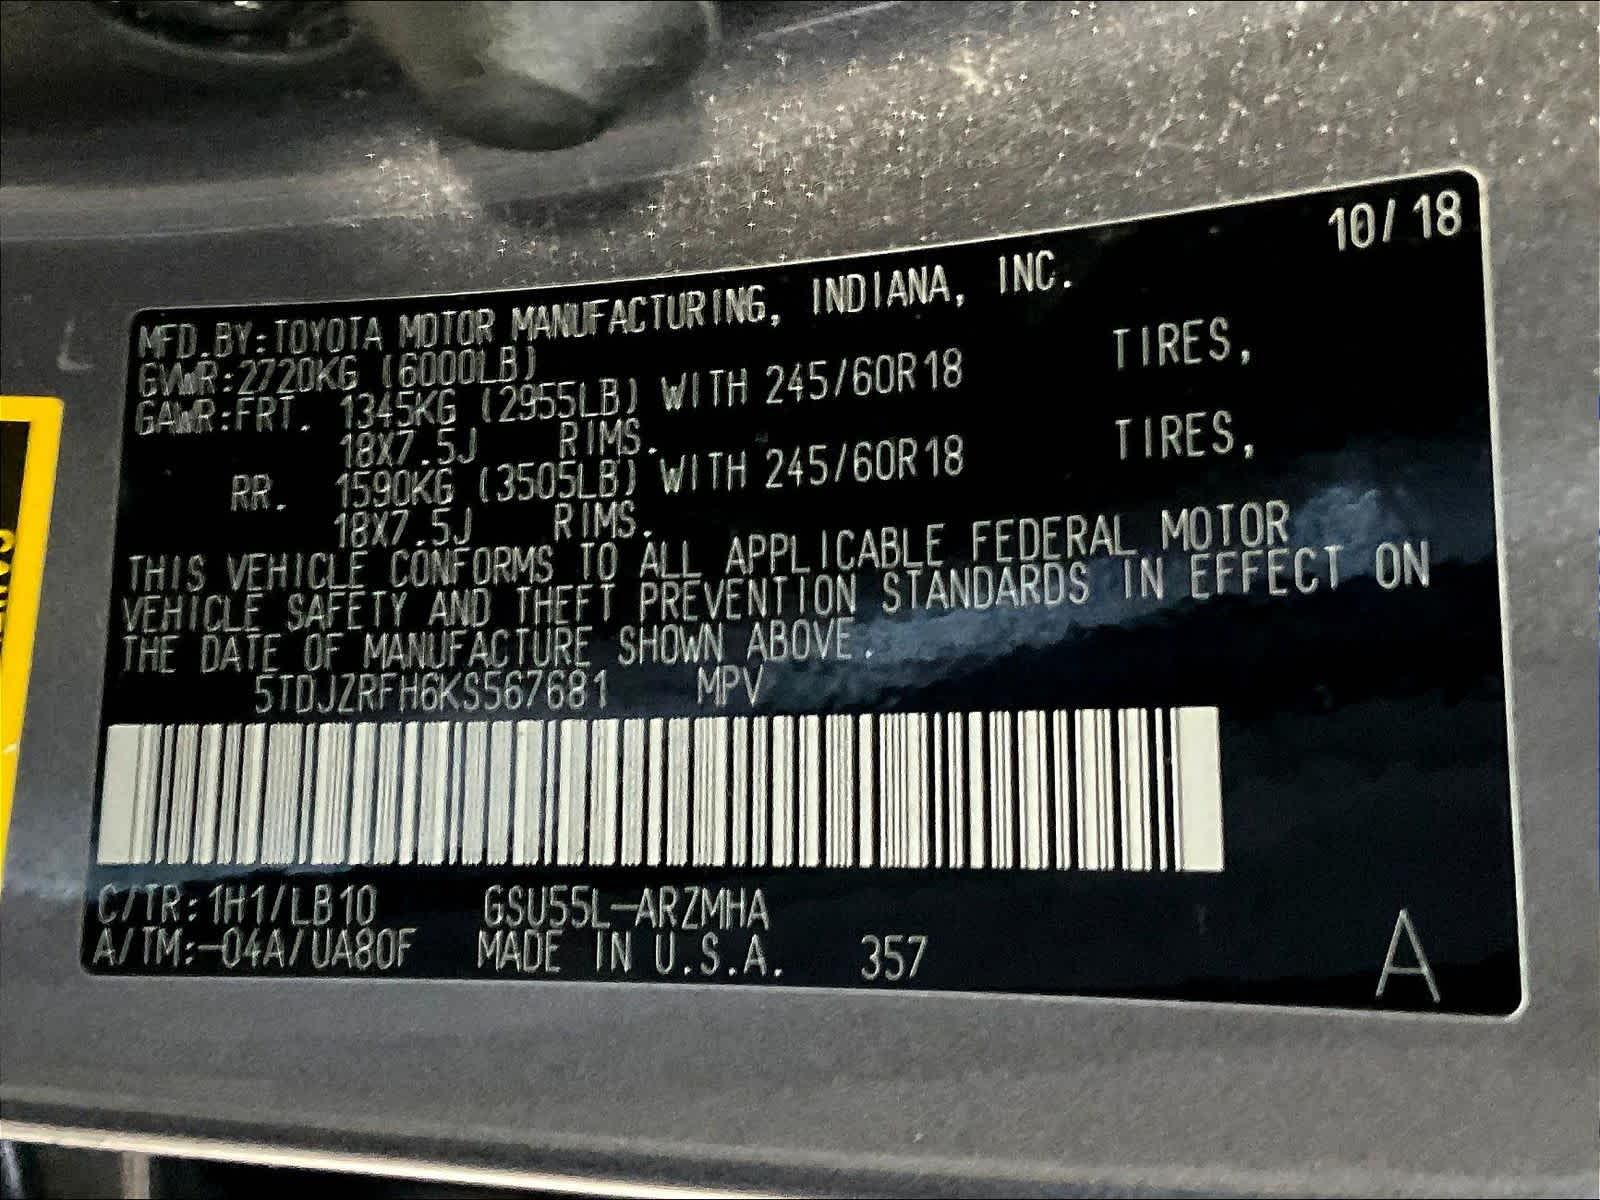 10/18
MFD.BY:TOYOTA MOTOR MANUFACTURING, INDIANA, INC.
GVWR:2720KG (6000LB)
GAWR:FRT. 1345KG (2955LB) WITH 245/60R18 TIRES,
18X7.5J RIMS.
RR. 1590KG (3505LB) WITH 245/60R18 TIRES,
18X7.5J RIMS.
THIS VEHICLE CONFORMS TO ALL APPLICABLE FEDERAL MOTOR
VEHICLE SAFETY AND THEFT PREVENTION STANDARDS IN EFFECT ON
THE DATE OF MANUFACTURE SHOWN ABOVE.
5TDJZRFH6KS567681 MPV
C/TR:1H1/LB10 GSU55L-ARZMHA
A/TM:-04A/UA80F MADE IN U.S.A. 357
A